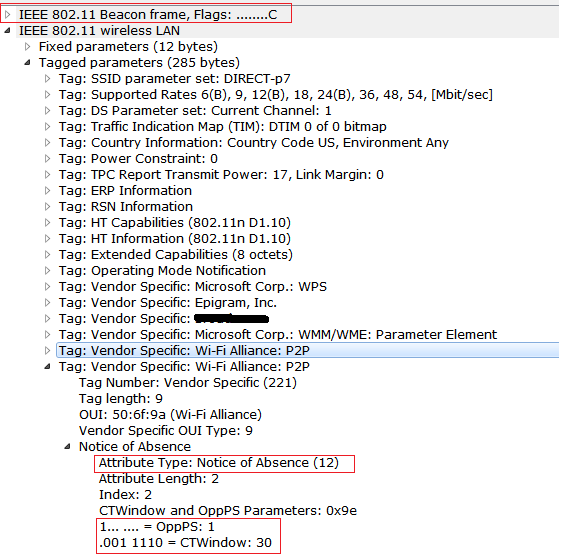 IEEE 802.11 Beacon frame, Flags: ........C
IEEE 802.11 wireless LAN
Fixed parameters (12 bytes)
Tagged parameters (285 bytes)
Tag: SSID parameter set: DIRECT-p7
Tag: Supported Rates 6(B), 9, 12(B), 18, 24(B), 36, 48, 54, [Mbit/sec]
Tag: DS Parameter set: Current Channel: 1
Tag: Traffic Indication Map (TIM): DTIM 0 of 0 bitmap
Tag: Country Information: Country Code US, Environment Any
Tag: Power Constraint: 0
Tag: TPC Report Transmit Power: 17, Link Margin: 0
Tag: ERP Information
Tag: RSN Information
Tag: HT Capabilities (802.11n D1.10)
Tag: HT Information (802.11n D1.10)
Tag: Extended Capabilities (8 octets)
Tag: Operating Mode Notification
Tag: Vendor Specific: Microsoft Corp.: WPS
Tag: Vendor Specific: Epigram, Inc.
Tag: Vendor Specific:
Tag: Vendor Specific: Microsoft Corp.: WMM/WME: Parameter Element
Tag: Vendor Specific: Wi-Fi Alliance: P2P
Tag: Vendor Specific: Wi-Fi Alliance: P2P
Tag Number: Vendor Specific (221)
Tag length: 9
OUI: 50:6f:9a (Wi-Fi Alliance)
Vendor Specific OUI Type: 9
Notice of Absence
Attribute Type: Notice of Absence (12)
Attribute Length: 2
Index: 2
CTWindow and OppPS Parameters: 0x9e
1... .... = OppPS: 1
.001 1110 = CTWindow: 30